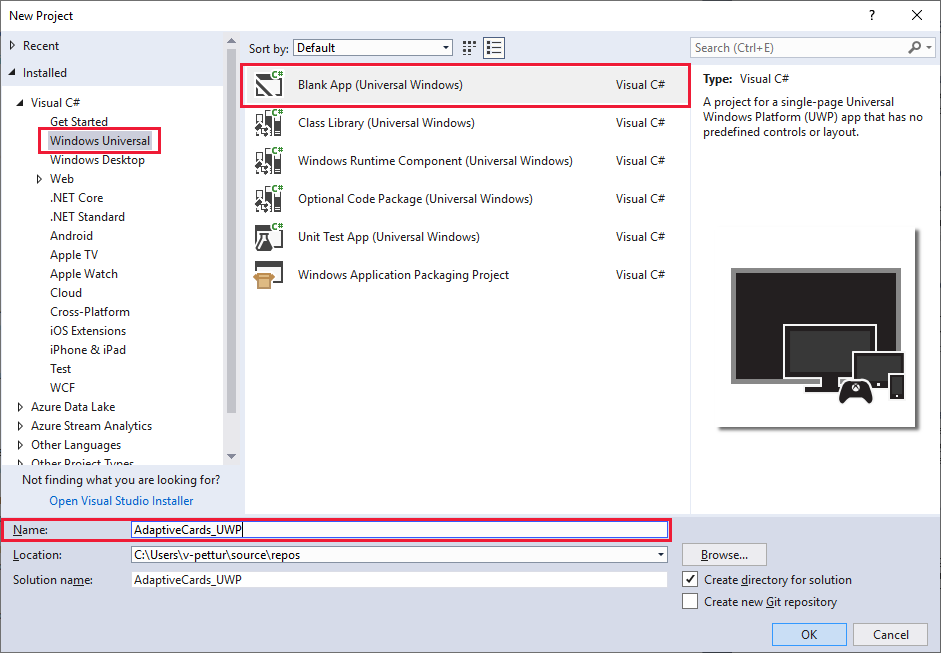 New Project
?
Recent
Installed
Visual C#
Get Started
Windows Universal
Windows Desktop
Web
.NET Core
.NET Standard
Android
Apple TV
Apple Watch
Cloud
Cross-Platform
iOS Extensions
iPhone & iPad
Test
WCF
Azure Data Lake
Azure Stream Analytics
Other Languages
Other Project Types
Not finding what you are looking for?
Open Visual Studio Installer
Sort by: Default
C# Blank App (Universal Windows) Visual C#
C# Class Library (Universal Windows) Visual C#
C# Windows Runtime Component (Universal Windows) Visual C#
C# Optional Code Package (Universal Windows) Visual C#
C# Unit Test App (Universal Windows) Visual C#
Windows Application Packaging Project Visual C#
Search (Ctrl+E)
Type: Visual C#
A project for a single-page Universal
Windows Platform (UWP) app that has no
predefined controls or layout.
Name: AdaptiveCards_UWP
Location: C:\Users\v-pettur\source\repos
Solution name: AdaptiveCards_UWP
Browse...
Create directory for solution
Create new Git repository
OK Cancel